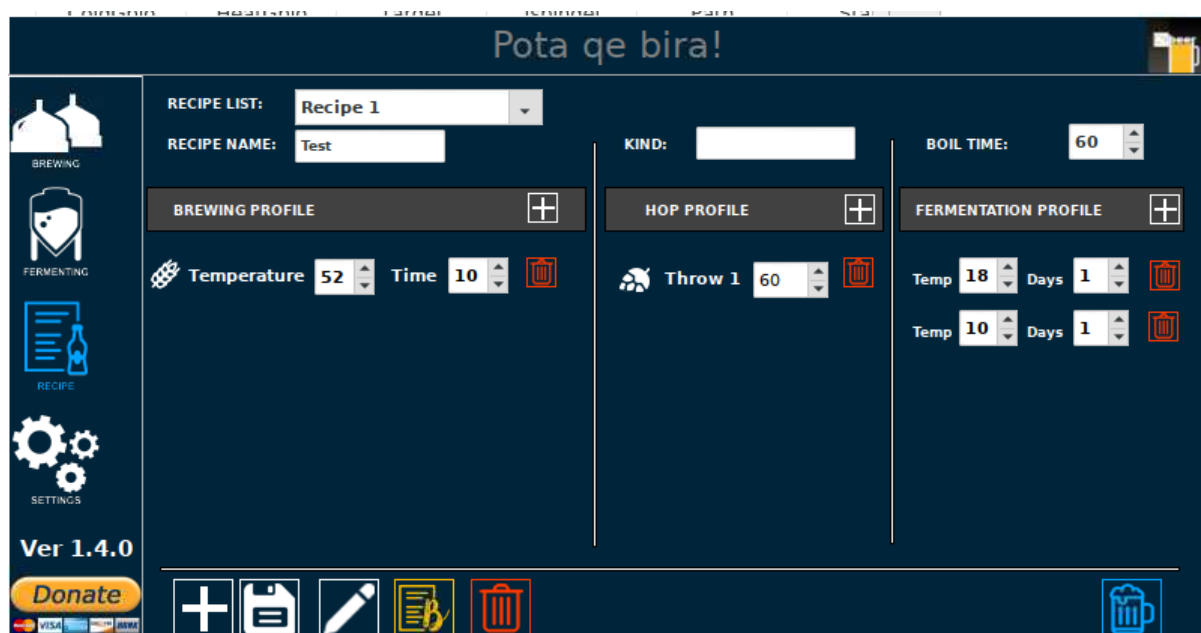 Pota qe bira!
RECIPE LIST: Recipe 1
RECIPE NAME: Test KIND: BOIL TIME: 60
BREWING PROFILE HOP PROFILE FERMENTATION PROFILE
Temperature 52 Time 10 Throw 1 60 Temp 18 Days 1
Temp 10 Days 1
BREWING
FERMENTING
RECIPE
SETTINGS
Ver 1.4.0
Donate
VISA